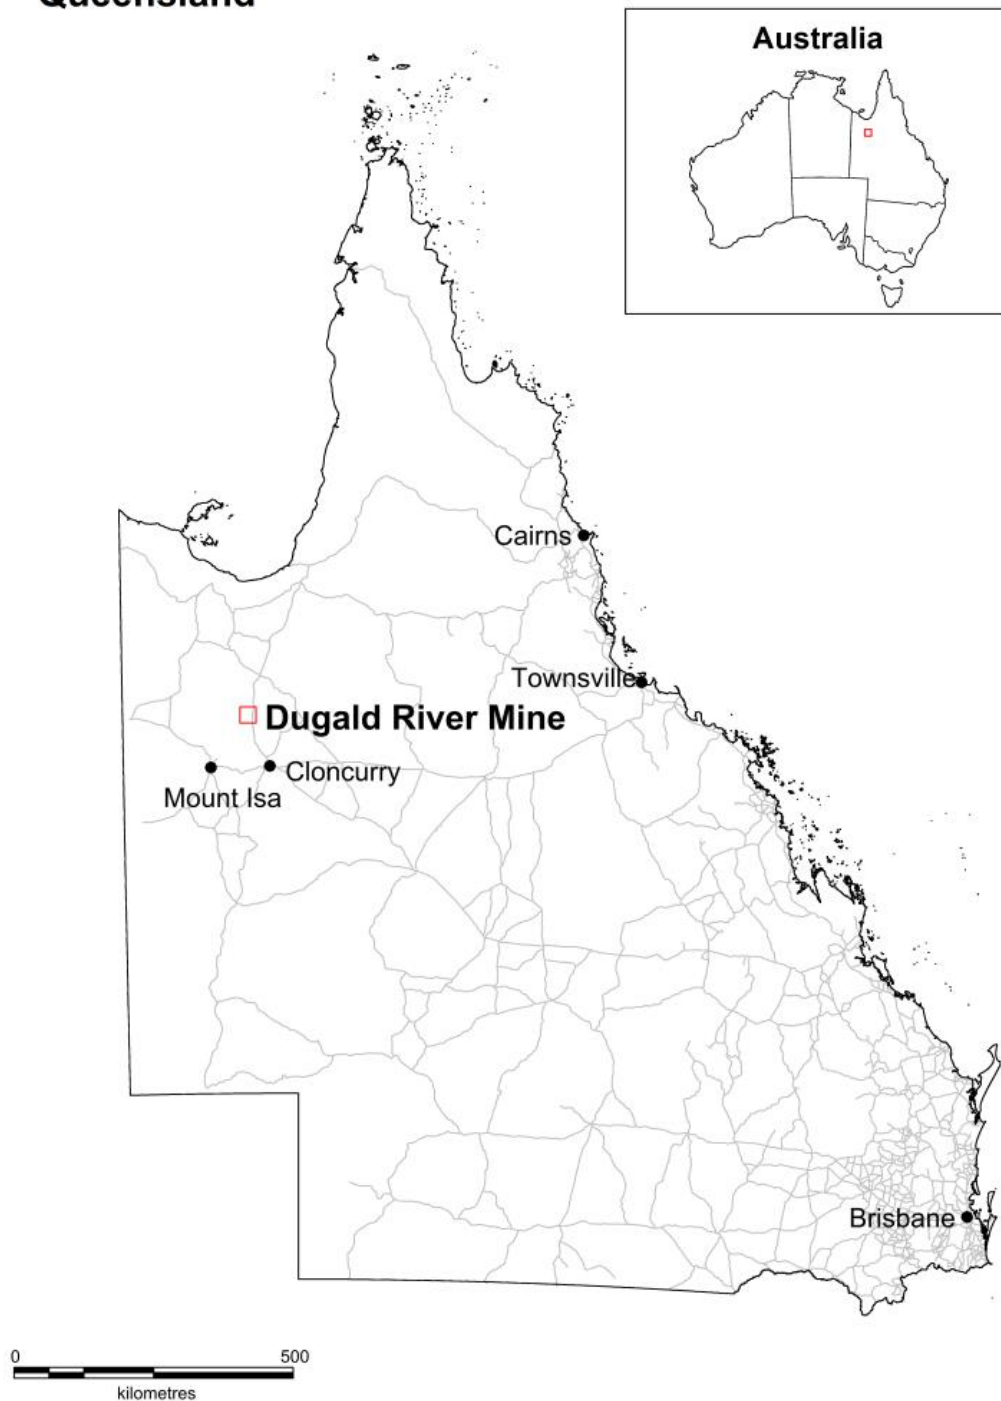 Queensland
Australia
Cairns
Townsville
Dugald River Mine
Cloncurry
Mount Isa
Brisbane
0 500
kilometres